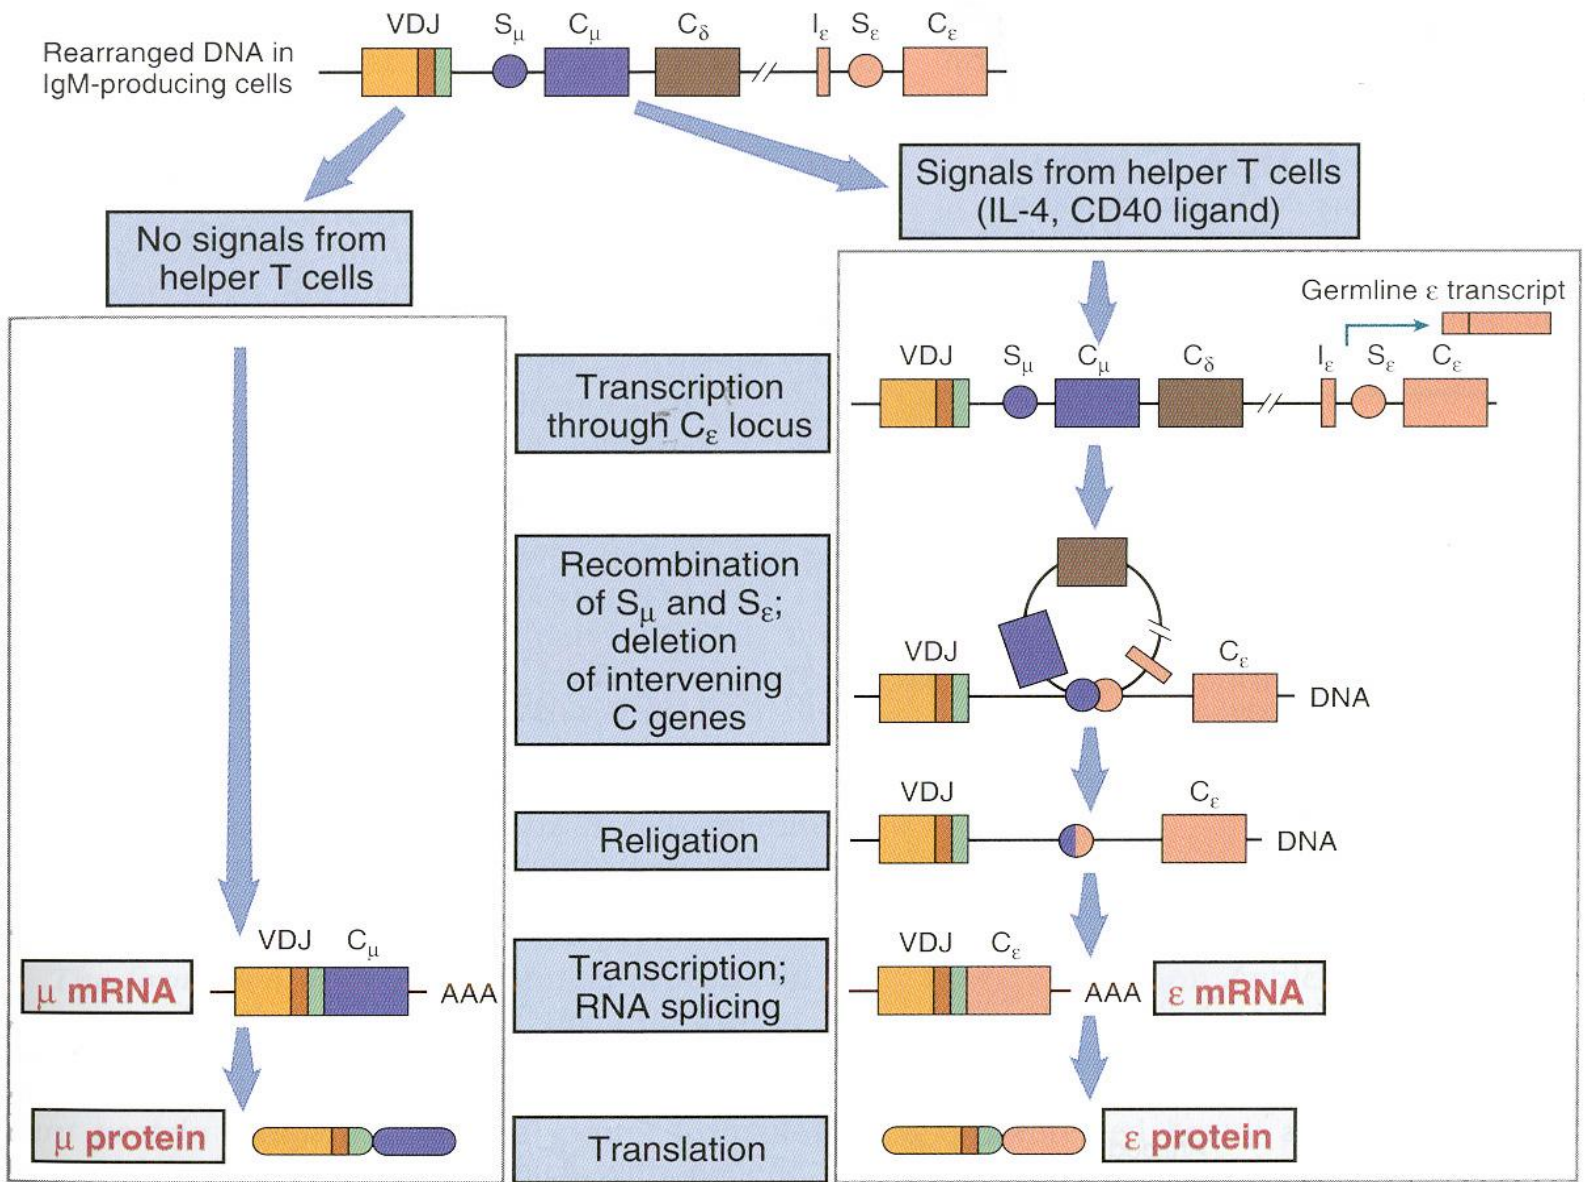 VDJ Sμ Cμ Cδ Iε Sε Cε
Rearranged DNA in
IgM-producing cells
Signals from helper T cells
(IL-4, CD40 ligand)
No signals from
helper T cells
Germline ε transcript
VDJ Sμ Cμ Cδ Iε Sε Cε
Transcription
through Cε locus
Recombination
of Sμ and Sε;
deletion
of intervening
C genes
VDJ Cε
DNA
Religation
VDJ Cε
DNA
VDJ Cμ
μ mRNA AAA
Transcription;
RNA splicing
VDJ Cε
AAA ε mRNA
μ protein
Translation
ε protein